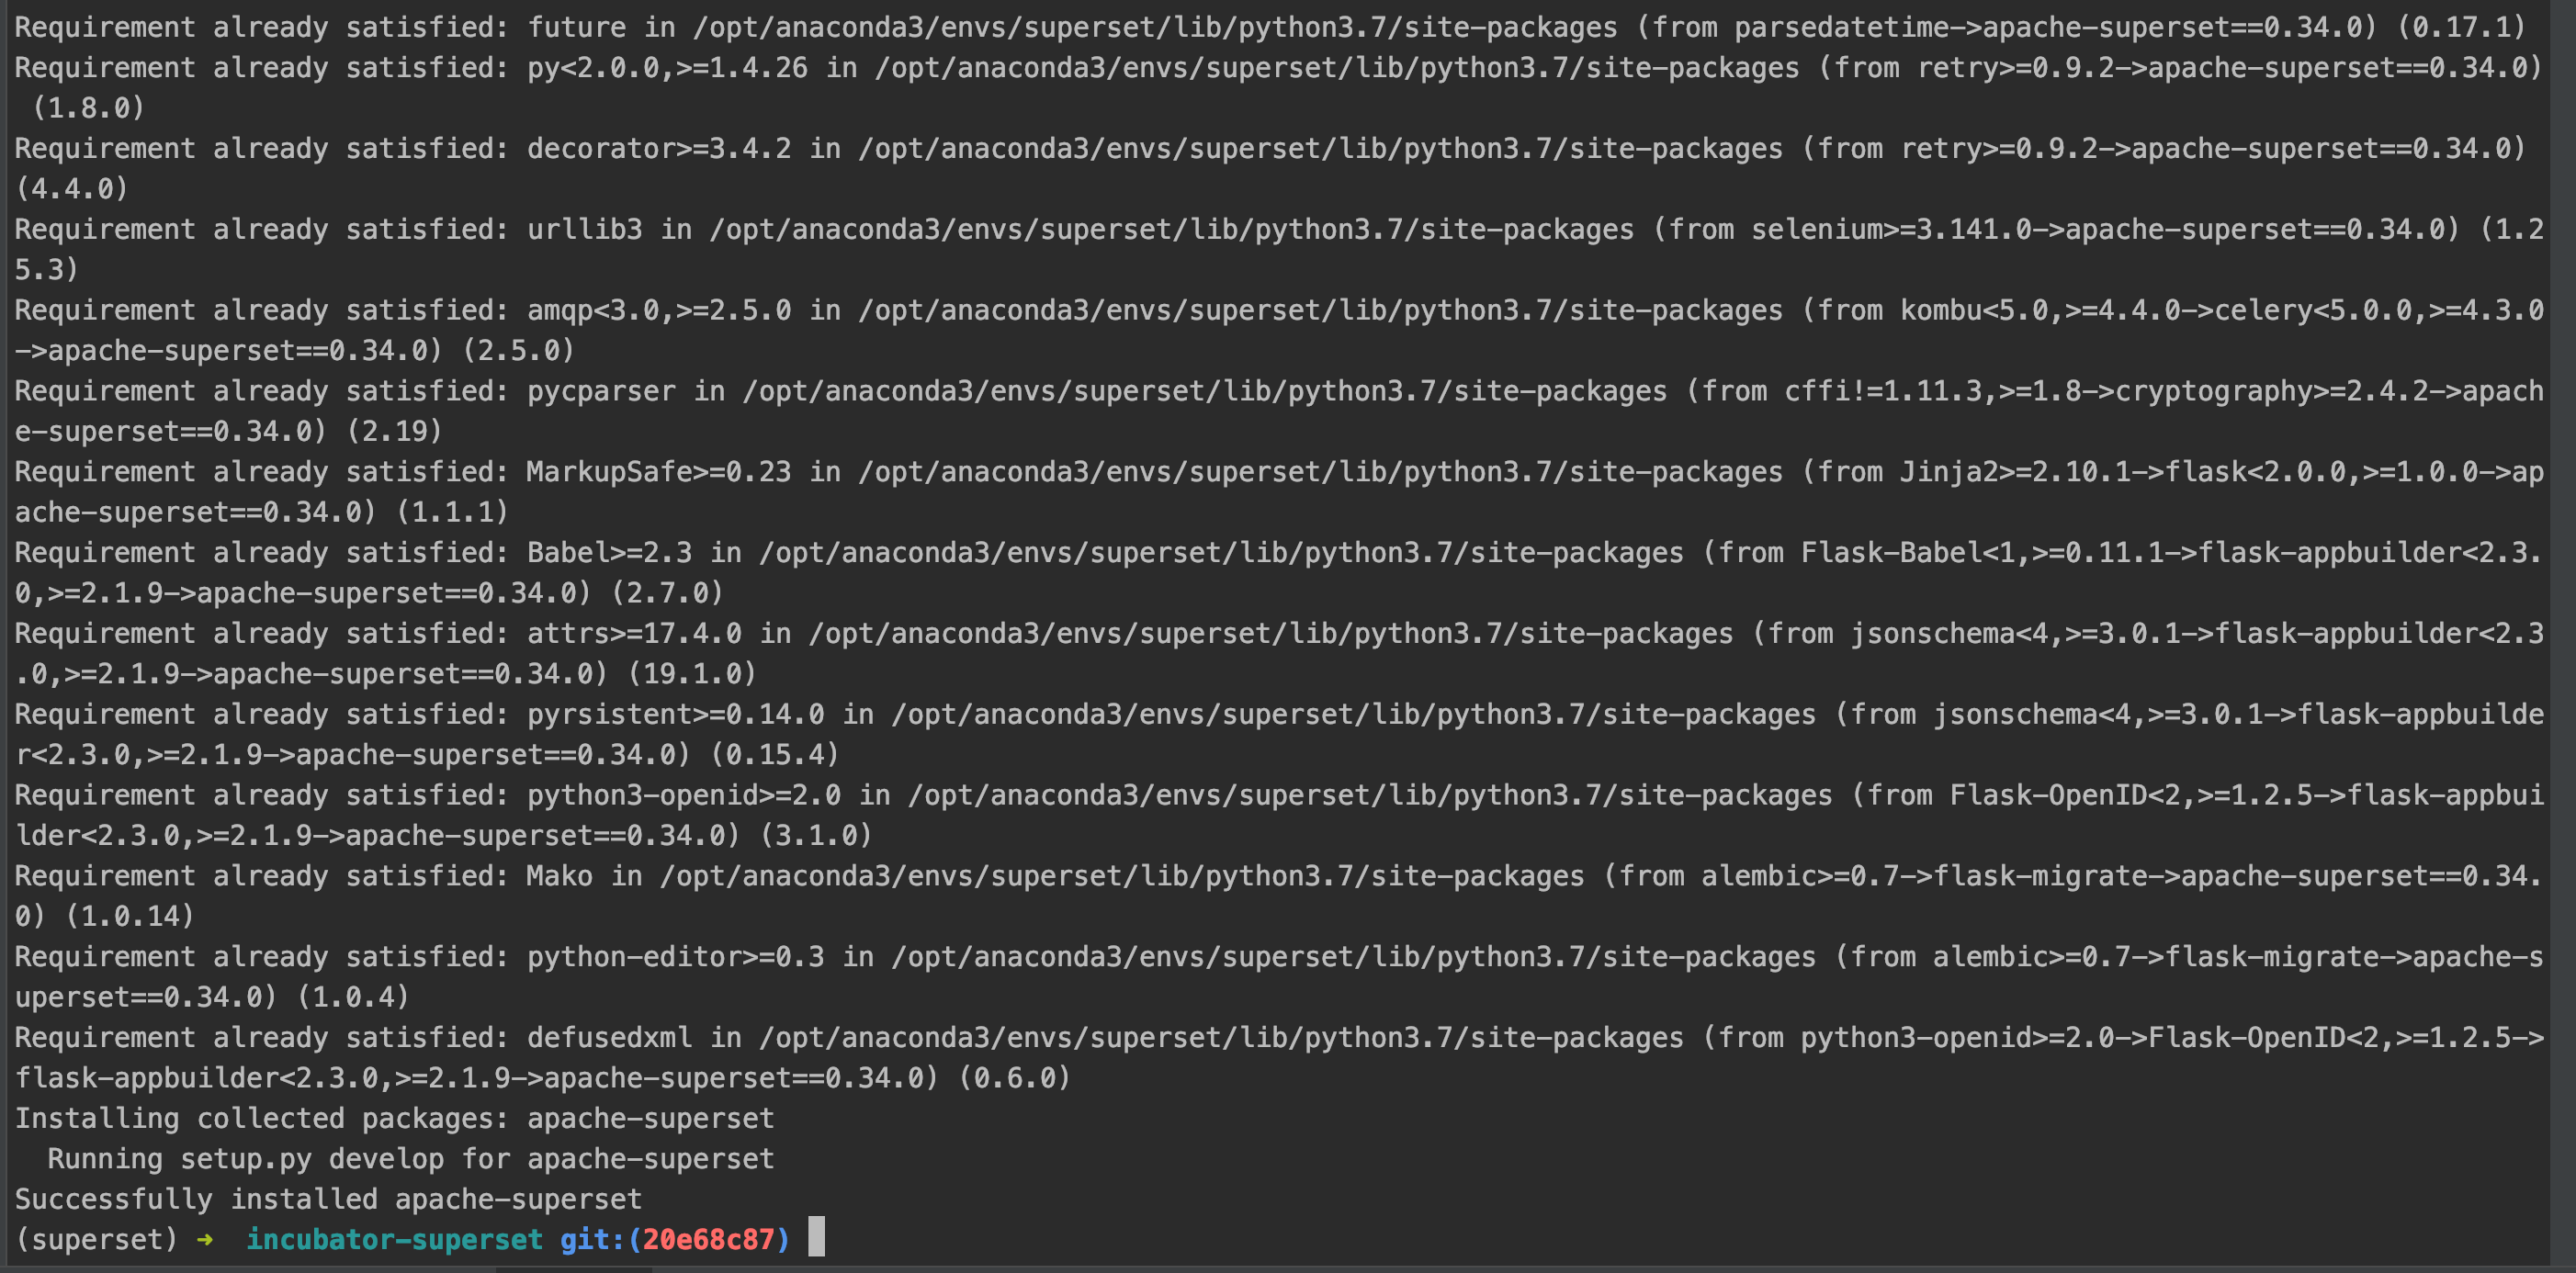 Requirement already satisfied: future in /opt/anaconda3/envs/superset/lib/python3.7/site-packages (from parsedatetime->apache-superset==0.34.0) (0.17.1)
Requirement already satisfied: py<2.0.0,>=1.4.26 in /opt/anaconda3/envs/superset/lib/python3.7/site-packages (from retry>=0.9.2->apache-superset==0.34.0)
 (1.8.0)
Requirement already satisfied: decorator>=3.4.2 in /opt/anaconda3/envs/superset/lib/python3.7/site-packages (from retry>=0.9.2->apache-superset==0.34.0)
(4.4.0)
Requirement already satisfied: urllib3 in /opt/anaconda3/envs/superset/lib/python3.7/site-packages (from selenium>=3.141.0->apache-superset==0.34.0) (1.2
5.3)
Requirement already satisfied: amqp<3.0,>=2.5.0 in /opt/anaconda3/envs/superset/lib/python3.7/site-packages (from kombu<5.0,>=4.4.0->celery<5.0.0,>=4.3.0
->apache-superset==0.34.0) (2.5.0)
Requirement already satisfied: pycparser in /opt/anaconda3/envs/superset/lib/python3.7/site-packages (from cffi!=1.11.3,>=1.8->cryptography>=2.4.2->apach
e-superset==0.34.0) (2.19)
Requirement already satisfied: MarkupSafe>=0.23 in /opt/anaconda3/envs/superset/lib/python3.7/site-packages (from Jinja2>=2.10.1->flask<2.0.0,>=1.0.0->ap
ache-superset==0.34.0) (1.1.1)
Requirement already satisfied: Babel>=2.3 in /opt/anaconda3/envs/superset/lib/python3.7/site-packages (from Flask-Babel<1,>=0.11.1->flask-appbuilder<2.3.
0,>=2.1.9->apache-superset==0.34.0) (2.7.0)
Requirement already satisfied: attrs>=17.4.0 in /opt/anaconda3/envs/superset/lib/python3.7/site-packages (from jsonschema<4,>=3.0.1->flask-appbuilder<2.3
.0,>=2.1.9->apache-superset==0.34.0) (19.1.0)
Requirement already satisfied: pyrsistent>=0.14.0 in /opt/anaconda3/envs/superset/lib/python3.7/site-packages (from jsonschema<4,>=3.0.1->flask-appbuilde
r<2.3.0,>=2.1.9->apache-superset==0.34.0) (0.15.4)
Requirement already satisfied: python3-openid>=2.0 in /opt/anaconda3/envs/superset/lib/python3.7/site-packages (from Flask-OpenID<2,>=1.2.5->flask-appbui
lder<2.3.0,>=2.1.9->apache-superset==0.34.0) (3.1.0)
Requirement already satisfied: Mako in /opt/anaconda3/envs/superset/lib/python3.7/site-packages (from alembic>=0.7->flask-migrate->apache-superset==0.34.
0) (1.0.14)
Requirement already satisfied: python-editor>=0.3 in /opt/anaconda3/envs/superset/lib/python3.7/site-packages (from alembic>=0.7->flask-migrate->apache-s
uperset==0.34.0) (1.0.4)
Requirement already satisfied: defusedxml in /opt/anaconda3/envs/superset/lib/python3.7/site-packages (from python3-openid>=2.0->Flask-OpenID<2,>=1.2.5->
flask-appbuilder<2.3.0,>=2.1.9->apache-superset==0.34.0) (0.6.0)
Installing collected packages: apache-superset
  Running setup.py develop for apache-superset
Successfully installed apache-superset
(superset) ➜  incubator-superset git:(20e68c87)